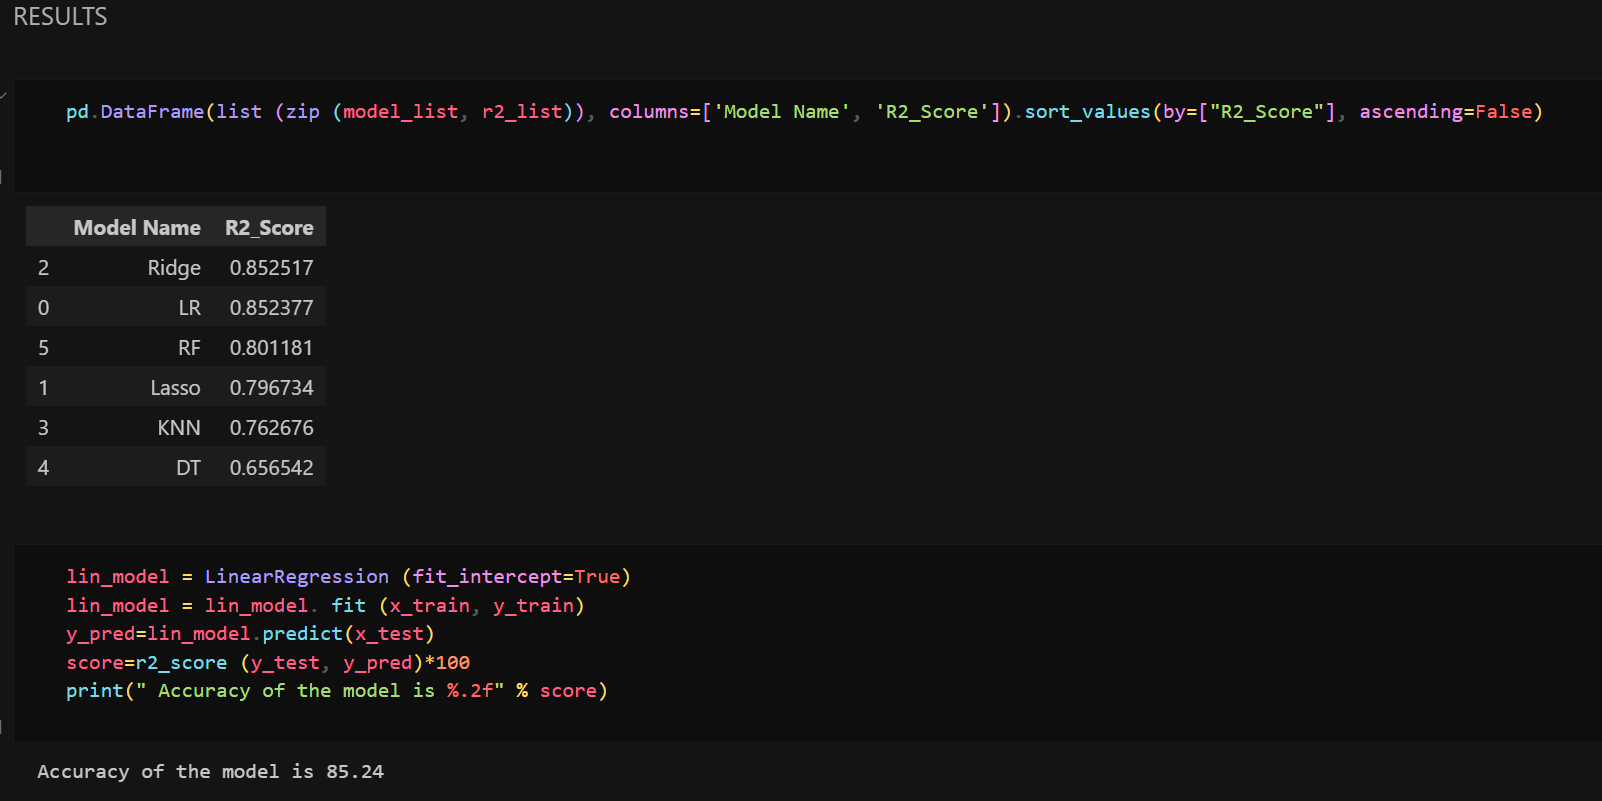 RESULTS
pd.DataFrame(list (zip (model_list, r2_list)), columns=['Model Name', 'R2_Score']).sort_values(by=["R2_Score"], ascending=False)
Model Name R2_Score
2 Ridge 0.852517
0 LR 0.852377
5 RF 0.801181
1 Lasso 0.796734
3 KNN 0.762676
4 DT 0.656542
lin_model = LinearRegression (fit_intercept=True)
lin_model = lin_model. fit (x_train, y_train)
y_pred=lin_model.predict(x_test)
score=r2_score (y_test, y_pred)*100
print(" Accuracy of the model is %.2f" % score)
Accuracy of the model is 85.24